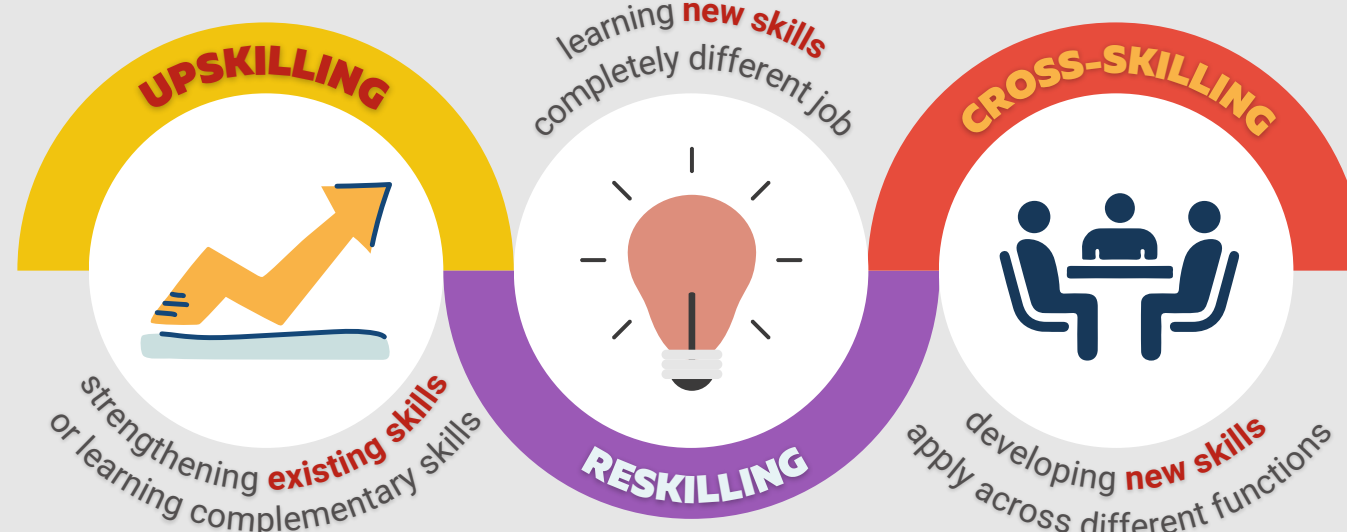 UPSKILLING
strengthening existing skills
or learning complementary skills
learning new skills
completely different job
RESKILLING
CROSS-SKILLING
developing new skills
apply across different functions